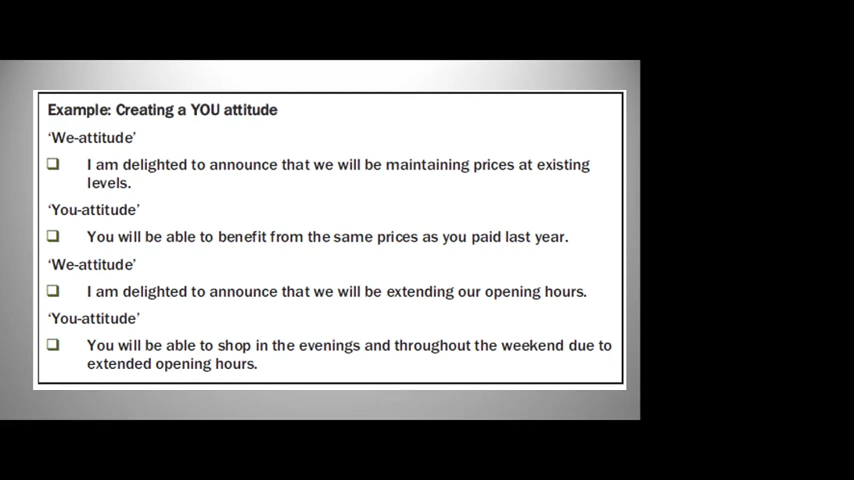 Example: Creating a YOU attitude
‘We-attitude’
❑ I am delighted to announce that we will be maintaining prices at existing
levels.
‘You-attitude’
❑ You will be able to benefit from the same prices as you paid last year.
‘We-attitude’
❑ I am delighted to announce that we will be extending our opening hours.
‘You-attitude’
❑ You will be able to shop in the evenings and throughout the weekend due to
extended opening hours.